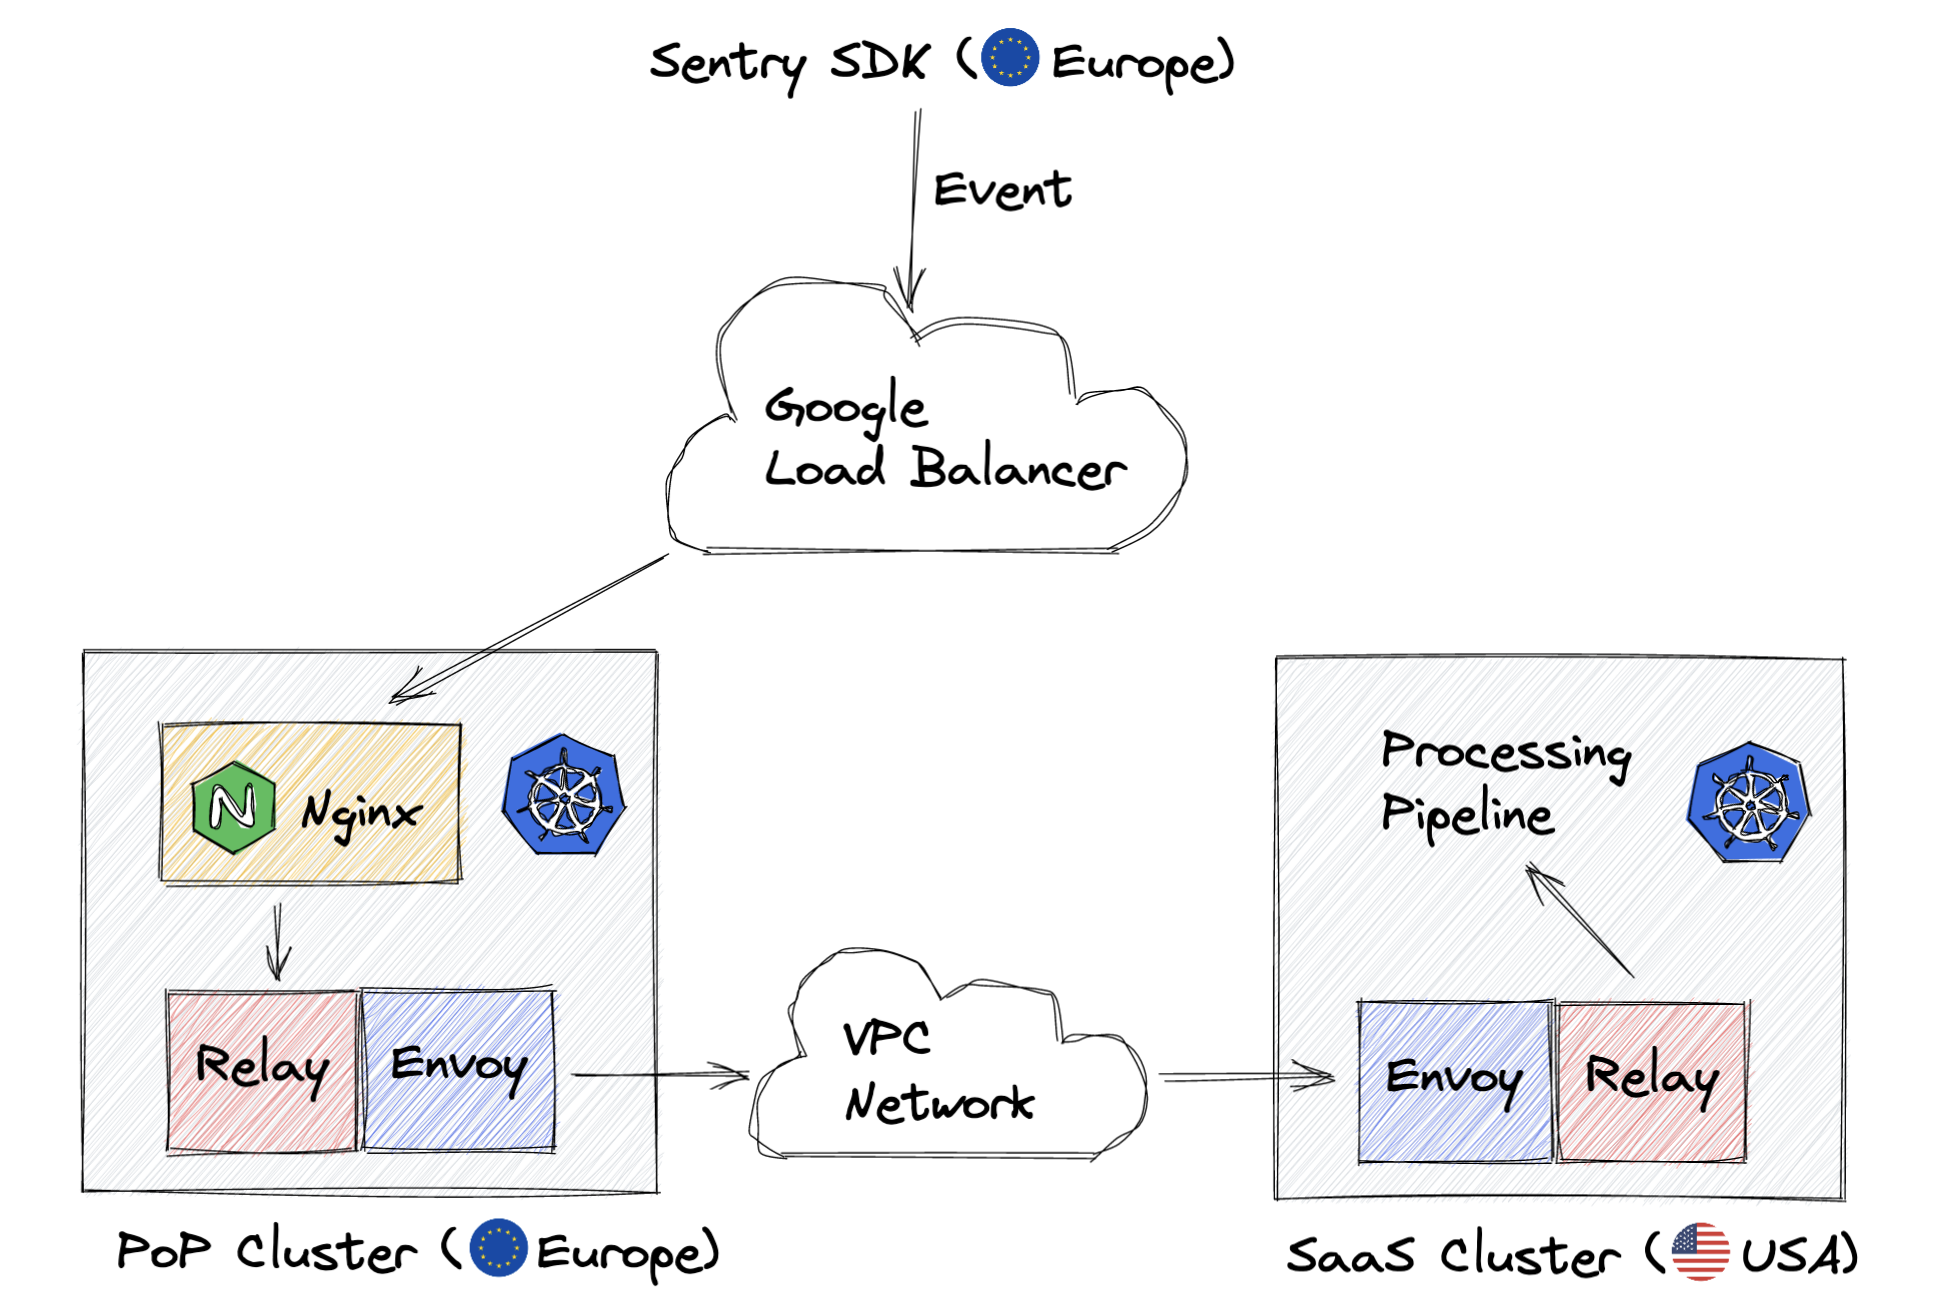 Sentry SDK (Europe)
Event
Google
Load Balancer
N Nginx
Relay
Envoy
PoP Cluster (Europe)
VPC
Network
Processing
Pipeline
Envoy
Relay
SaaS Cluster (USA)